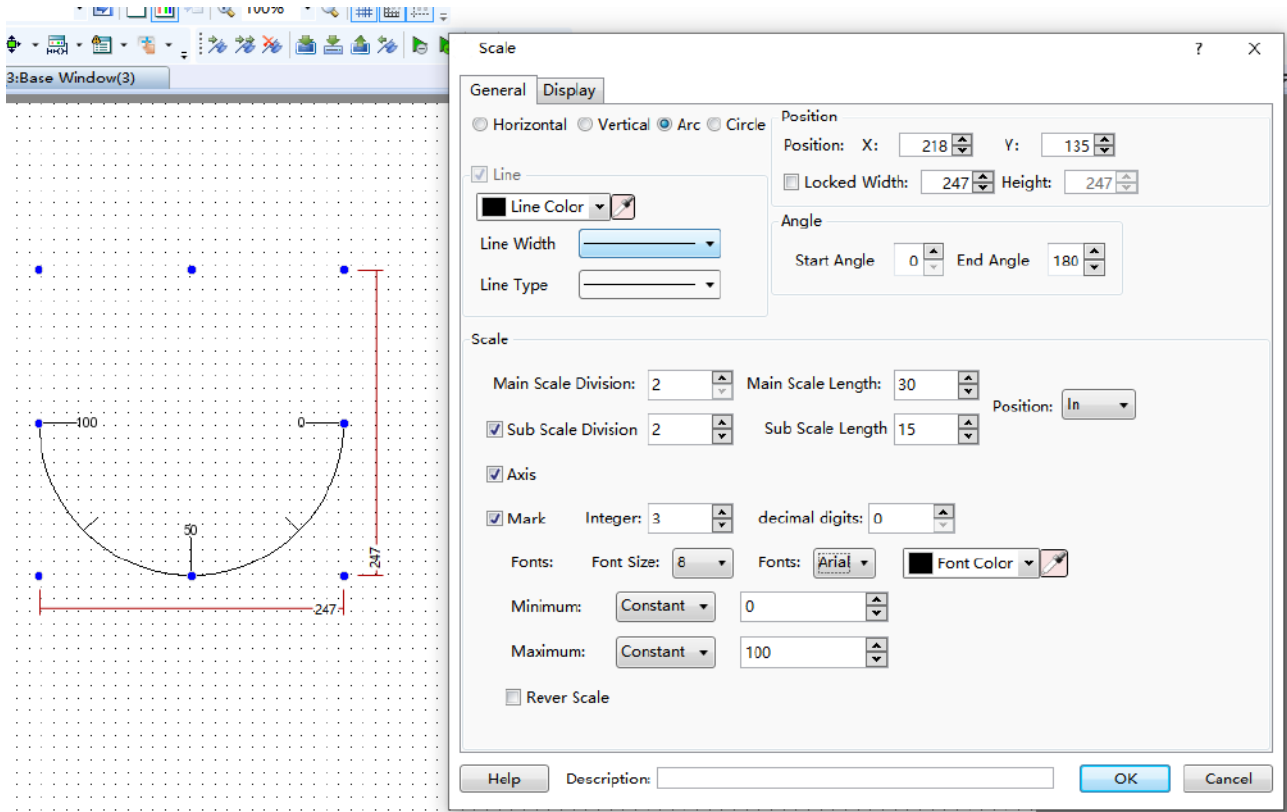 100%
3:Base Window(3)
100
0
50
247
247
Scale
?
X
General Display
Horizontal Vertical Arc Circle
Position
Position: X: 218 Y: 135
Locked Width: 247 Height: 247
Line
Line Color
Line Width
Line Type
Angle
Start Angle 0 End Angle 180
Scale
Main Scale Division: 2 Main Scale Length: 30
Position: In
Sub Scale Division 2 Sub Scale Length 15
Axis
Mark Integer: 3 decimal digits: 0
Fonts: Font Size: 8 Fonts: Arial Font Color
Minimum: Constant 0
Maximum: Constant 100
Rever Scale
Help Description: OK Cancel